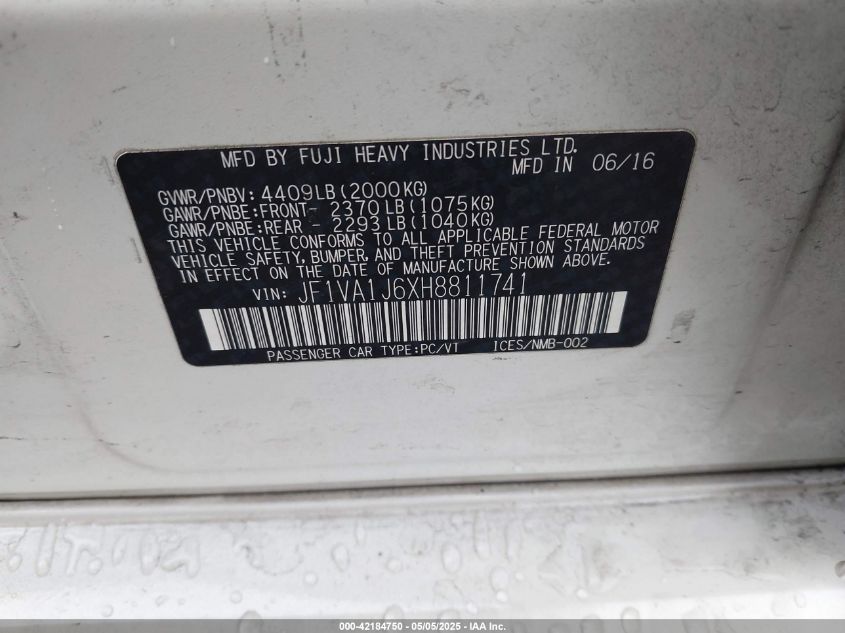 MFD BY FUJI HEAVY INDUSTRIES LTD.
MFD IN 06/16
GVWR/PNBV: 4409LB(2000KG)
GAWR/PNBE:FRONT- 2370LB(1075KG)
GAWR/PNBE:REAR - 2293LB(1040KG)
THIS VEHICLE CONFORMS TO ALL APPLICABLE FEDERAL MOTOR
VEHICLE SAFETY, BUMPER, AND THEFT PREVENTION STANDARDS
IN EFFECT ON THE DATE OF MANUFACTURE SHOWN ABOVE.
VIN: JF1VA1J6XH8811741
PASSENGER CAR TYPE:PC/VT ICES/NMB-002
000-42184750 - 05/05/2025 - IAA Inc.